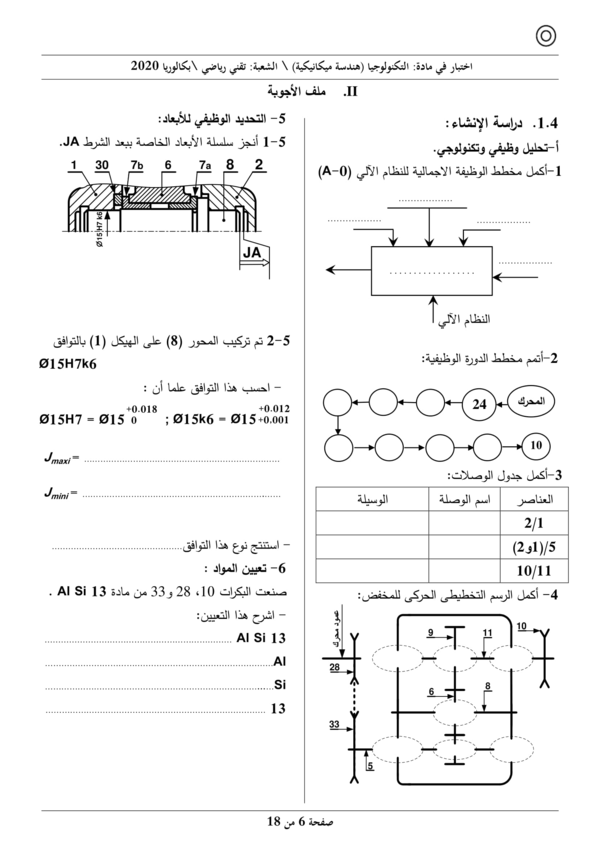 اختبار في مادة: التكنولوجيا (هندسة ميكانيكية) \ الشعبة: تقني رياضي \بكالوريا 2020
II. ملف الأجوبة
1.4. دراسة الإنشاء:
أ-تحليل وظيفي وتكنولوجي.
1-أكمل مخطط الوظيفة الاجمالية للنظام الآلي (A-0)
النظام الآلي
2-أتمم مخطط الدورة الوظيفية:
المحرك
24
10
3-أكمل جدول الوصلات:
العناصر
اسم الوصلة
الوسيلة
2/1
5/(1و2)
10/11
4- أكمل الرسم التخطيطي الحركي للمخفض:
عمود محرك
9
11
10
28
6
8
33
5
5- التحديد الوظيفي للأبعاد:
5-1 أنجز سلسلة الأبعاد الخاصة ببعد الشرط JA.
1 30 7b 6 7a 8 2
Ø15H7 k6
JA
5-2 تم تركيب المحور (8) على الهيكل (1) بالتوافق
Ø15H7k6
- احسب هذا التوافق علما أن :
Ø15H7 = Ø15 +0.018 0 ; Ø15k6 = Ø15 +0.012 +0.001
Jmaxi = ....................
Jmini = ....................
- استنتج نوع هذا التوافق....................
6- تعيين المواد :
صنعت البكرات 10، 28 و33 من مادة Al Si 13 .
- اشرح هذا التعيين:
Al Si 13 ....................
Al....................
Si....................
13 ....................
صفحة 6 من 18